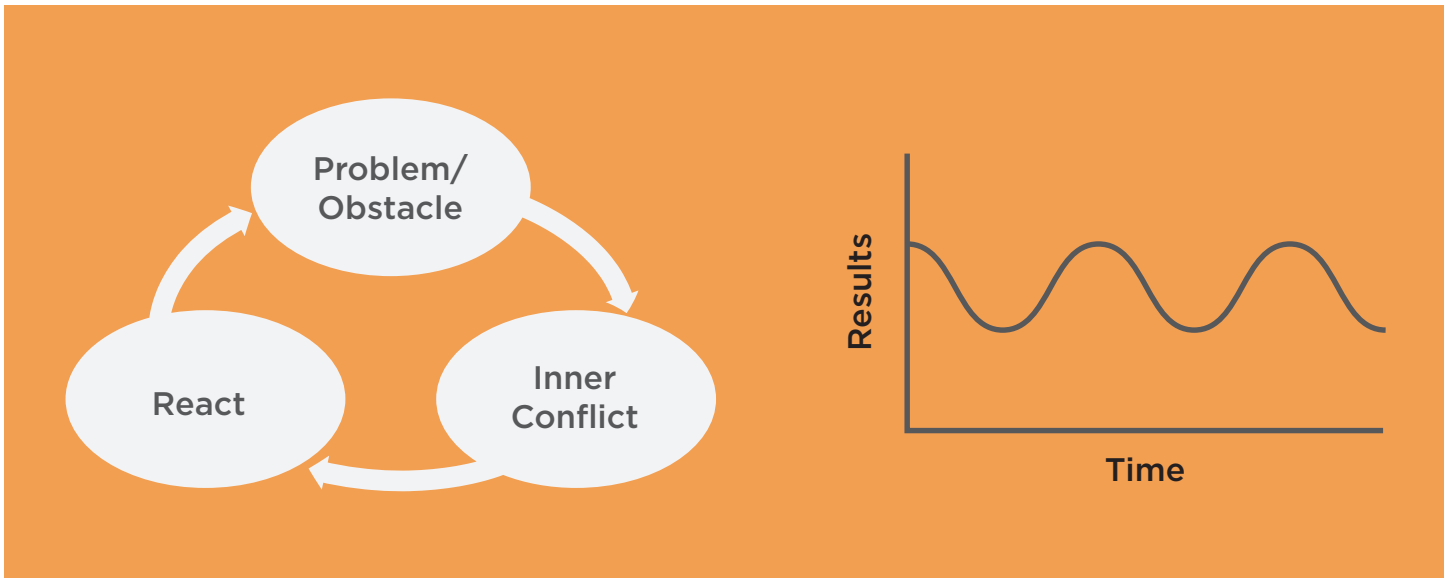 Problem/
Obstacle
Inner
Conflict
React
Results
Time